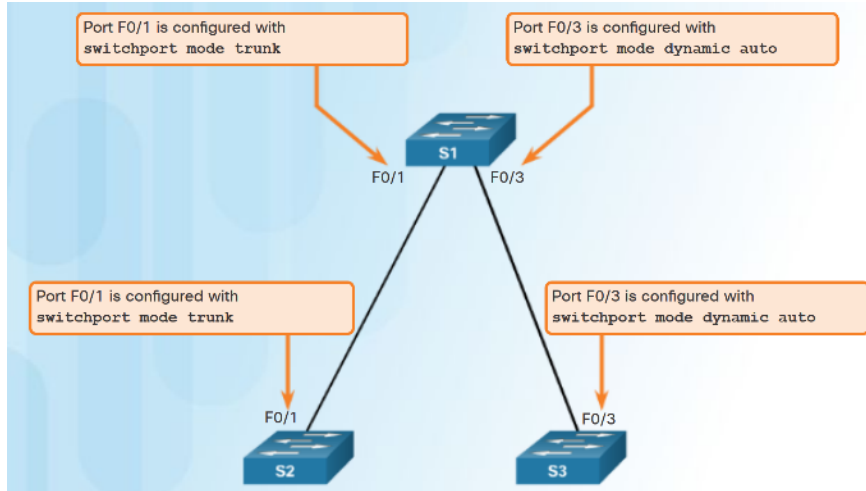 Port F0/1 is configured with
switchport mode trunk
Port F0/3 is configured with
switchport mode dynamic auto
S1
F0/1
F0/3
Port F0/1 is configured with
switchport mode trunk
Port F0/3 is configured with
switchport mode dynamic auto
F0/1
F0/3
S2
S3